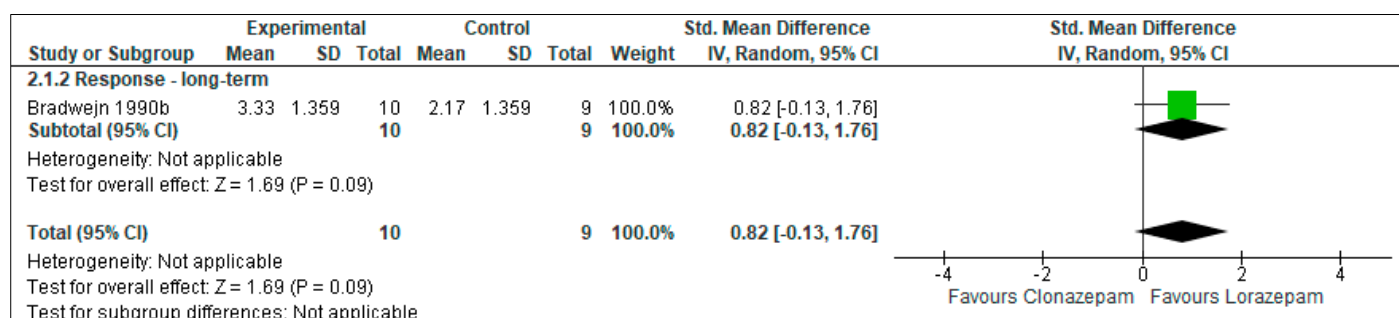 Experimental Control Std. Mean Difference Std. Mean Difference
Study or Subgroup Mean SD Total Mean SD Total Weight IV, Random, 95% CI IV, Random, 95% CI
2.1.2 Response - long-term
Bradwejn 1990b 3.33 1.359 10 2.17 1.359 9 100.0% 0.82 [-0.13, 1.76]
Subtotal (95% CI) 10 9 100.0% 0.82 [-0.13, 1.76]
Heterogeneity: Not applicable
Test for overall effect: Z = 1.69 (P = 0.09)
Total (95% CI) 10 9 100.0% 0.82 [-0.13, 1.76]
Heterogeneity: Not applicable
-4 -2 0 2 4
Test for overall effect: Z = 1.69 (P = 0.09)
Favours Clonazepam Favours Lorazepam
Test for subgroup differences: Not applicable